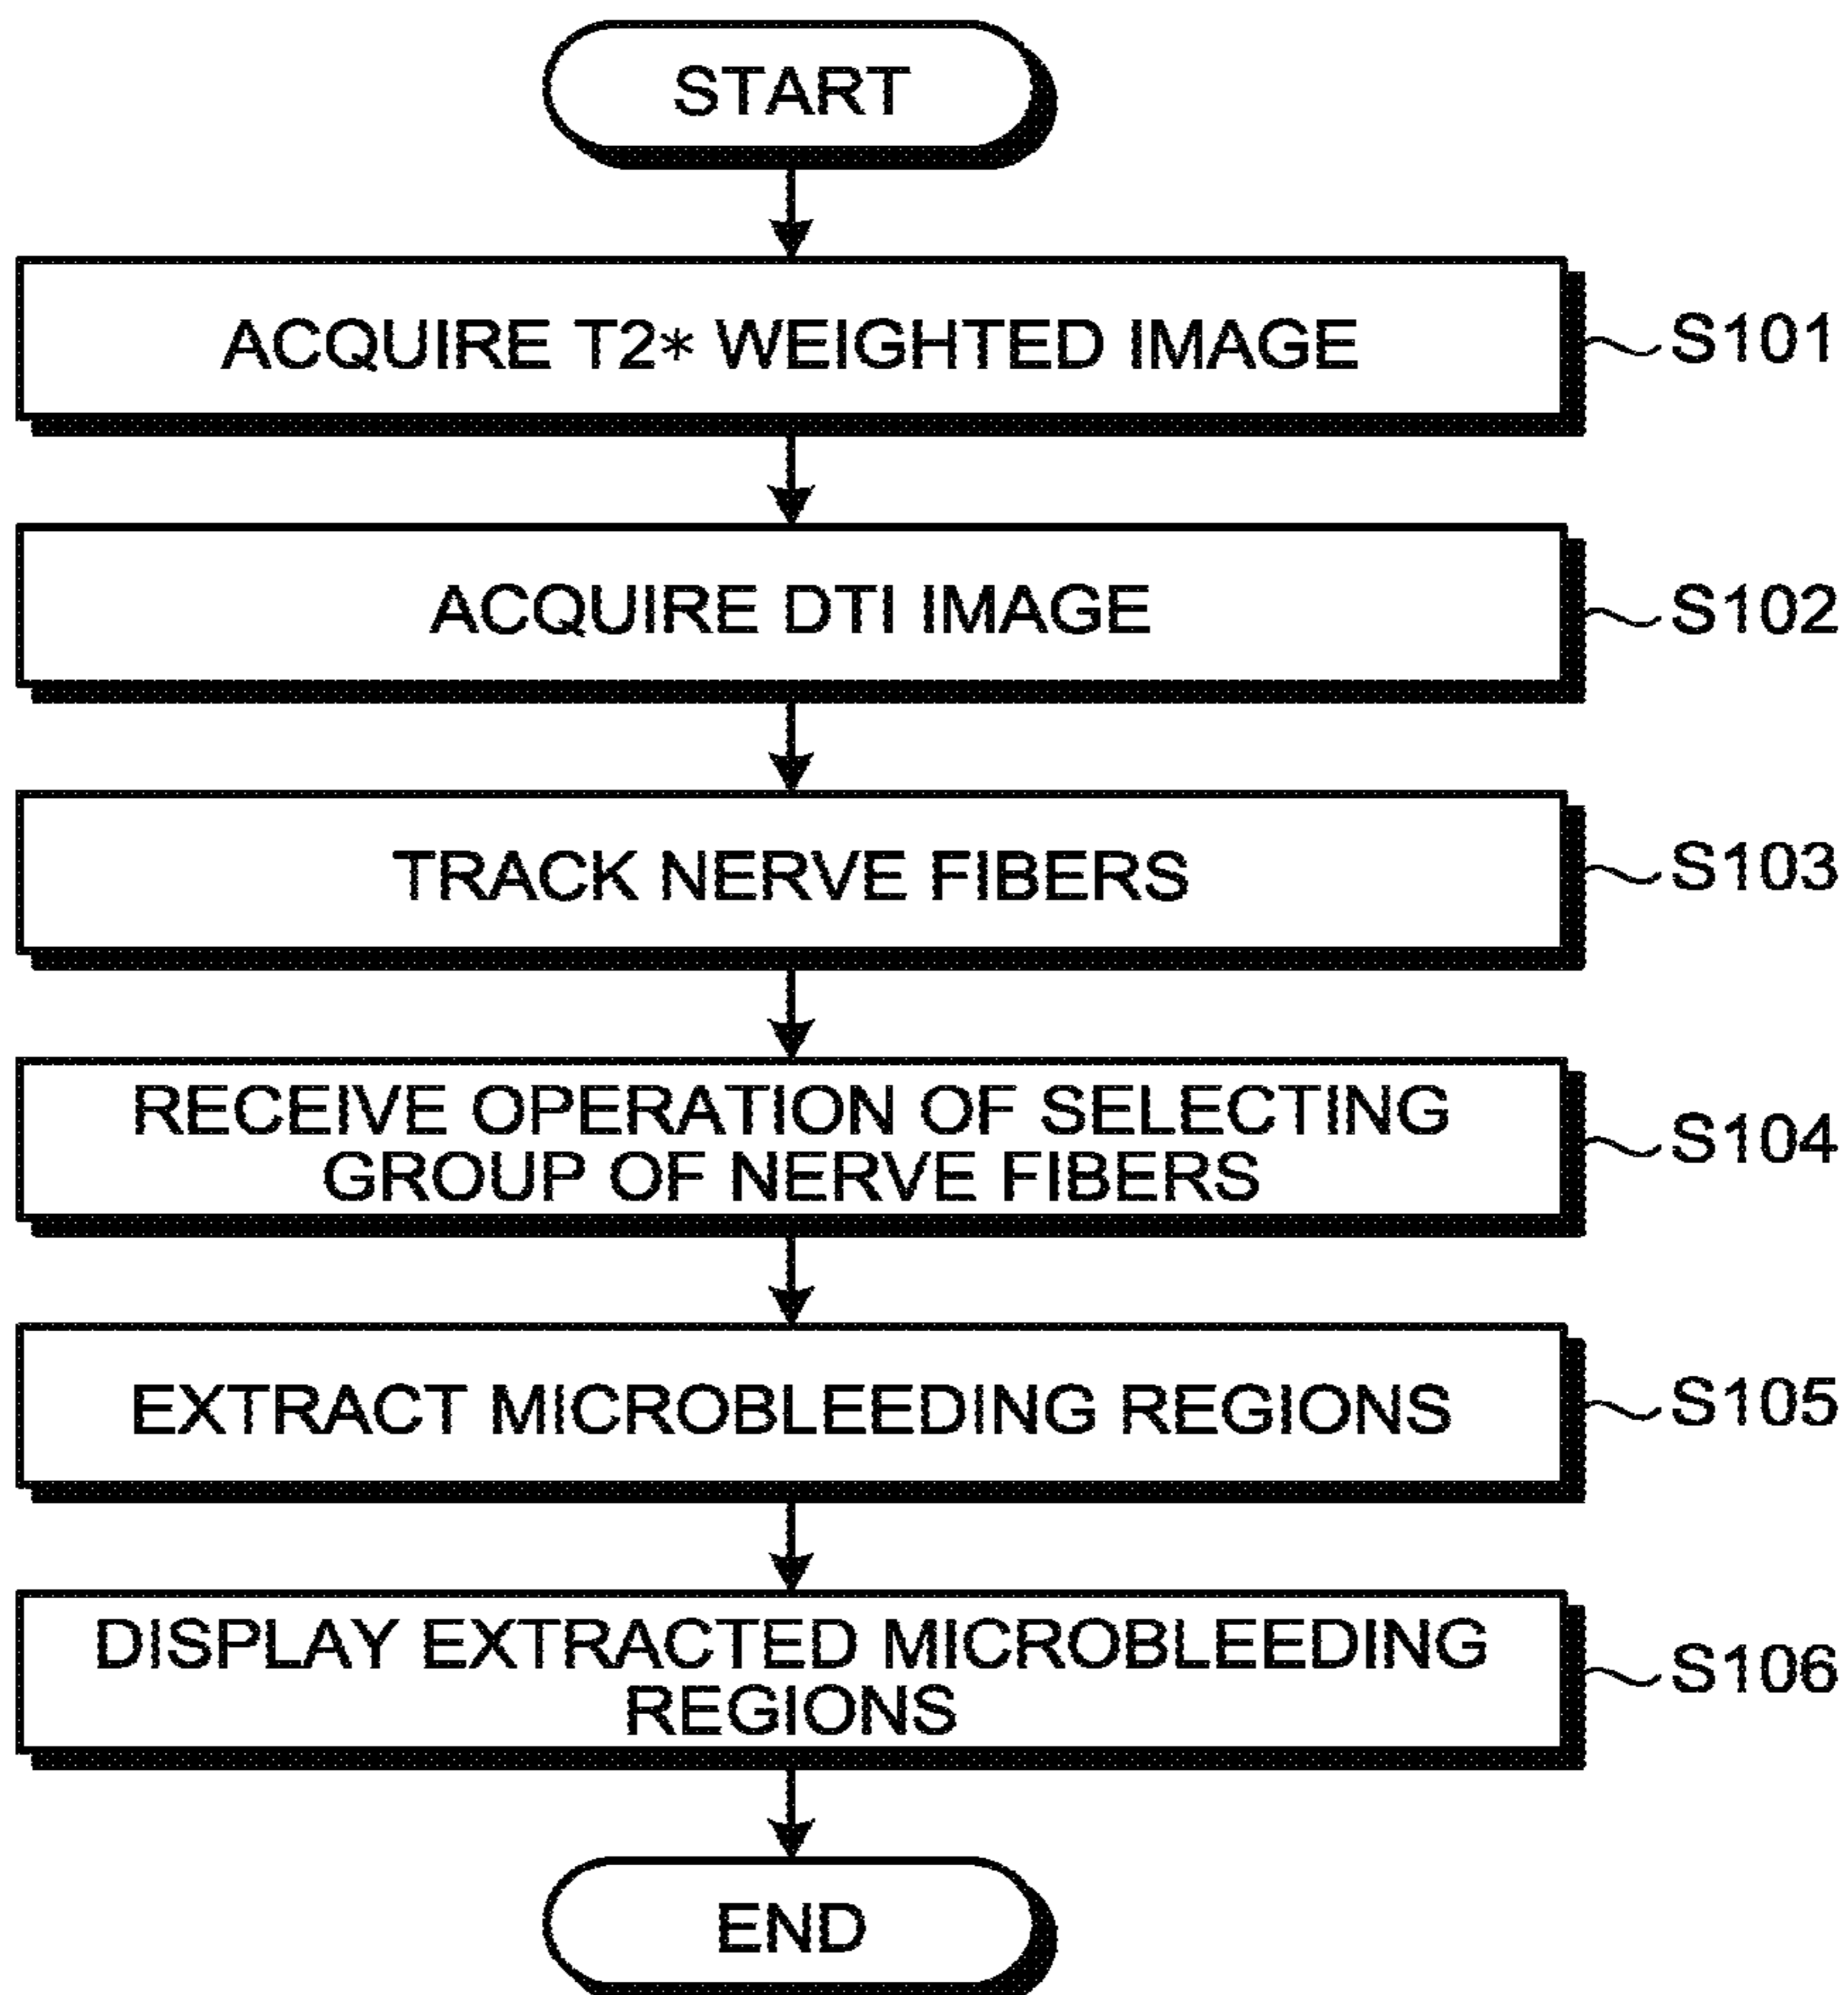 START
ACQUIRE T2* WEIGHTED IMAGE
S101
ACQUIRE DTI IMAGE
S102
TRACK NERVE FIBERS
S103
RECEIVE OPERATION OF SELECTING
GROUP OF NERVE FIBERS
S104
EXTRACT MICROBLEEDING REGIONS
S105
DISPLAY EXTRACTED MICROBLEEDING
REGIONS
S106
END